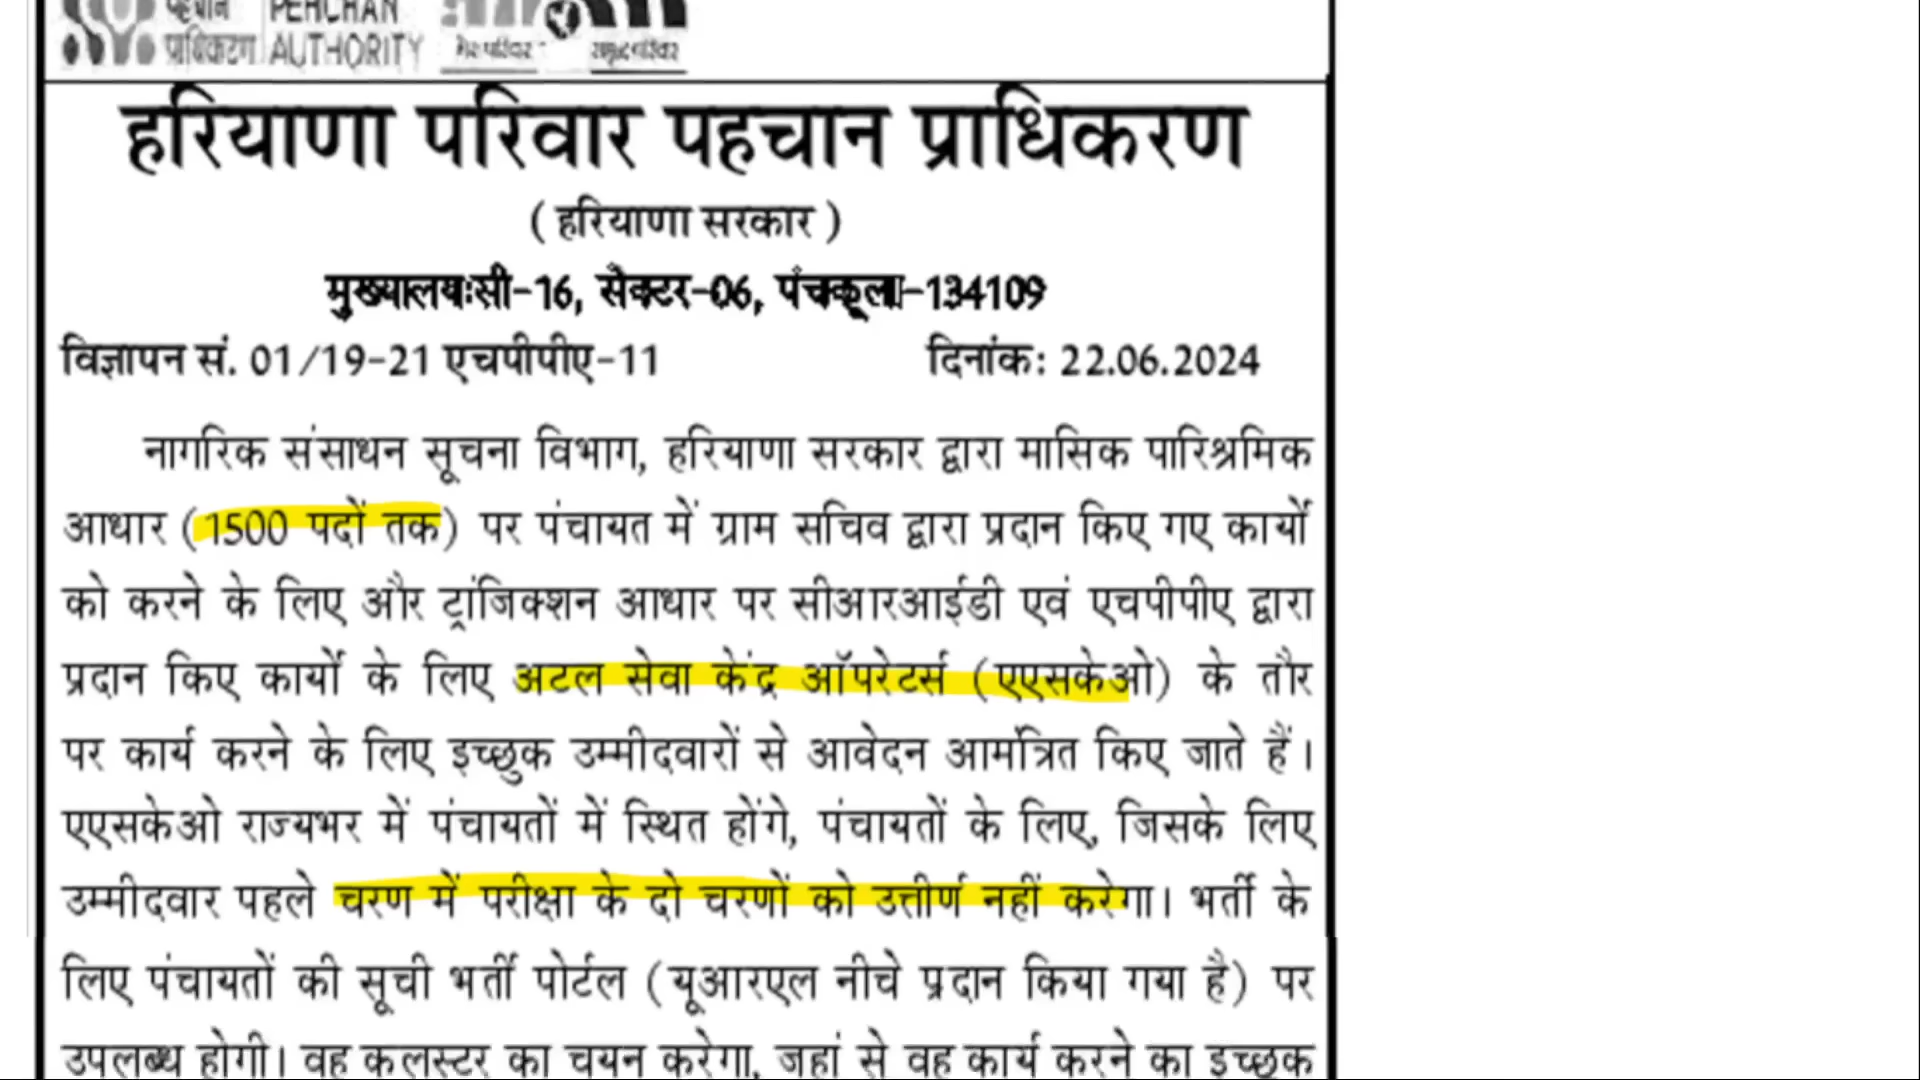 पहचान PEHCHAN
प्राधिकरण AUTHORITY
हरियाणा परिवार पहचान प्राधिकरण
( हरियाणा सरकार )
मुख्यालयःसी-16, सैक्टर-06, पंचकूला-134109
विज्ञापन सं. 01/19-21 एचपीपीए-11 दिनांक: 22.06.2024
नागरिक संसाधन सूचना विभाग, हरियाणा सरकार द्वारा मासिक पारिश्रमिक
आधार (1500 पदों तक) पर पंचायत में ग्राम सचिव द्वारा प्रदान किए गए कार्यों
को करने के लिए और ट्रांजिक्शन आधार पर सीआरआईडी एवं एचपीपीए द्वारा
प्रदान किए कार्यों के लिए अटल सेवा केंद्र ऑपरेटर्स (एएसकेओ) के तौर
पर कार्य करने के लिए इच्छुक उम्मीदवारों से आवेदन आमंत्रित किए जाते हैं।
एएसकेओ राज्यभर में पंचायतों में स्थित होंगे, पंचायतों के लिए, जिसके लिए
उम्मीदवार पहले चरण में परीक्षा के दो चरणों को उत्तीर्ण नहीं करेगा। भर्ती के
लिए पंचायतों की सूची भर्ती पोर्टल (यूआरएल नीचे प्रदान किया गया है) पर
उपलब्ध होगी। वह कलस्टर का चयन करेगा, जहां से वह कार्य करने का इच्छुक